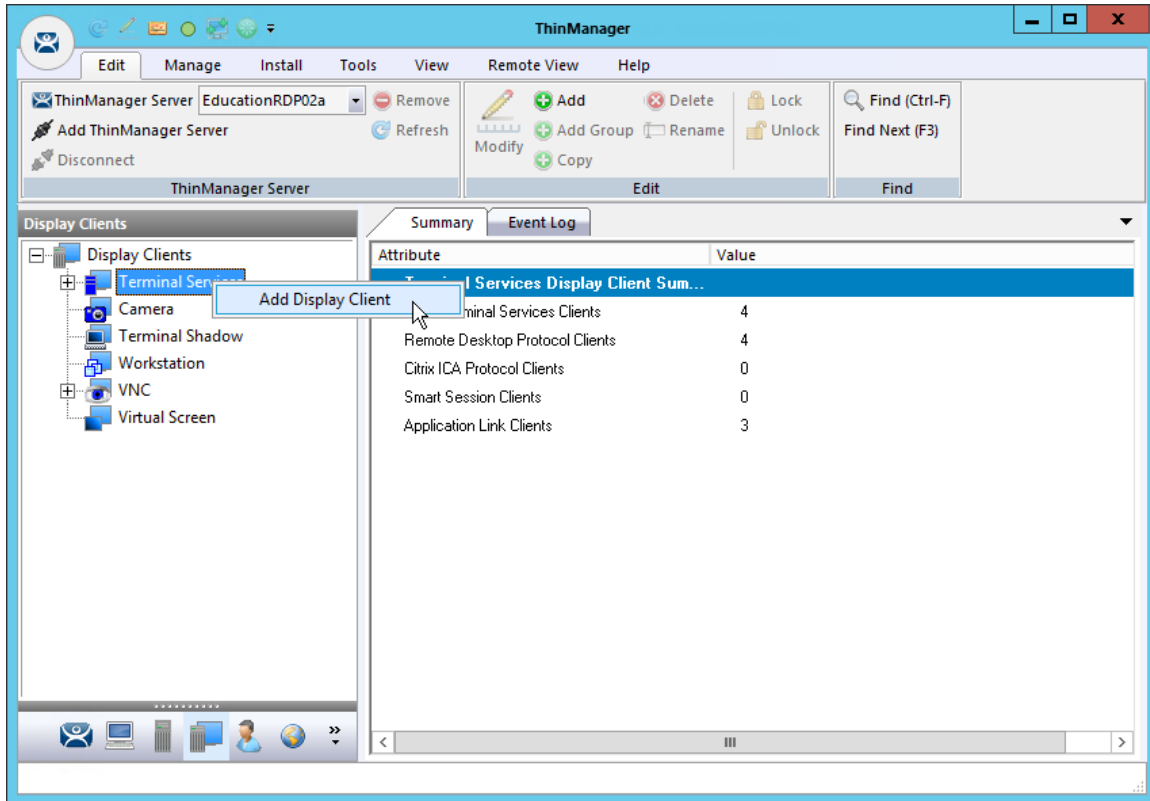 ThinManager
Edit Manage Install Tools View Remote View Help
ThinManager Server EducationRDP02a Remove Add Delete Lock Find (Ctrl-F)
Add ThinManager Server Refresh Modify Add Group Rename Unlock Find Next (F3)
Disconnect Copy
ThinManager Server Edit Find
Display Clients Summary Event Log
Display Clients Attribute Value
Terminal Services Display Client Sum...
Add Display Client
Camera minal Services Clients 4
Terminal Shadow Remote Desktop Protocol Clients 4
Workstation Citrix ICA Protocol Clients 0
VNC Smart Session Clients 0
Virtual Screen Application Link Clients 3